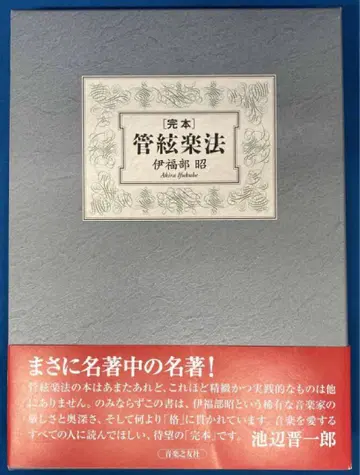 [完本]
管絃楽法
伊福部 昭
Akira Ifukube
まさに名著中の名著！
管絃楽法の本はあまたあれど、これほど精緻かつ実践的なものは他
にありません。のみならずこの書は、伊福部昭という稀有な音楽家の
厳しさと奥深さ、そして何より「格」に貫かれています。音楽を愛する
すべての人に読んでほしい、待望の「完本」です。 池辺晋一郎
音楽之友社